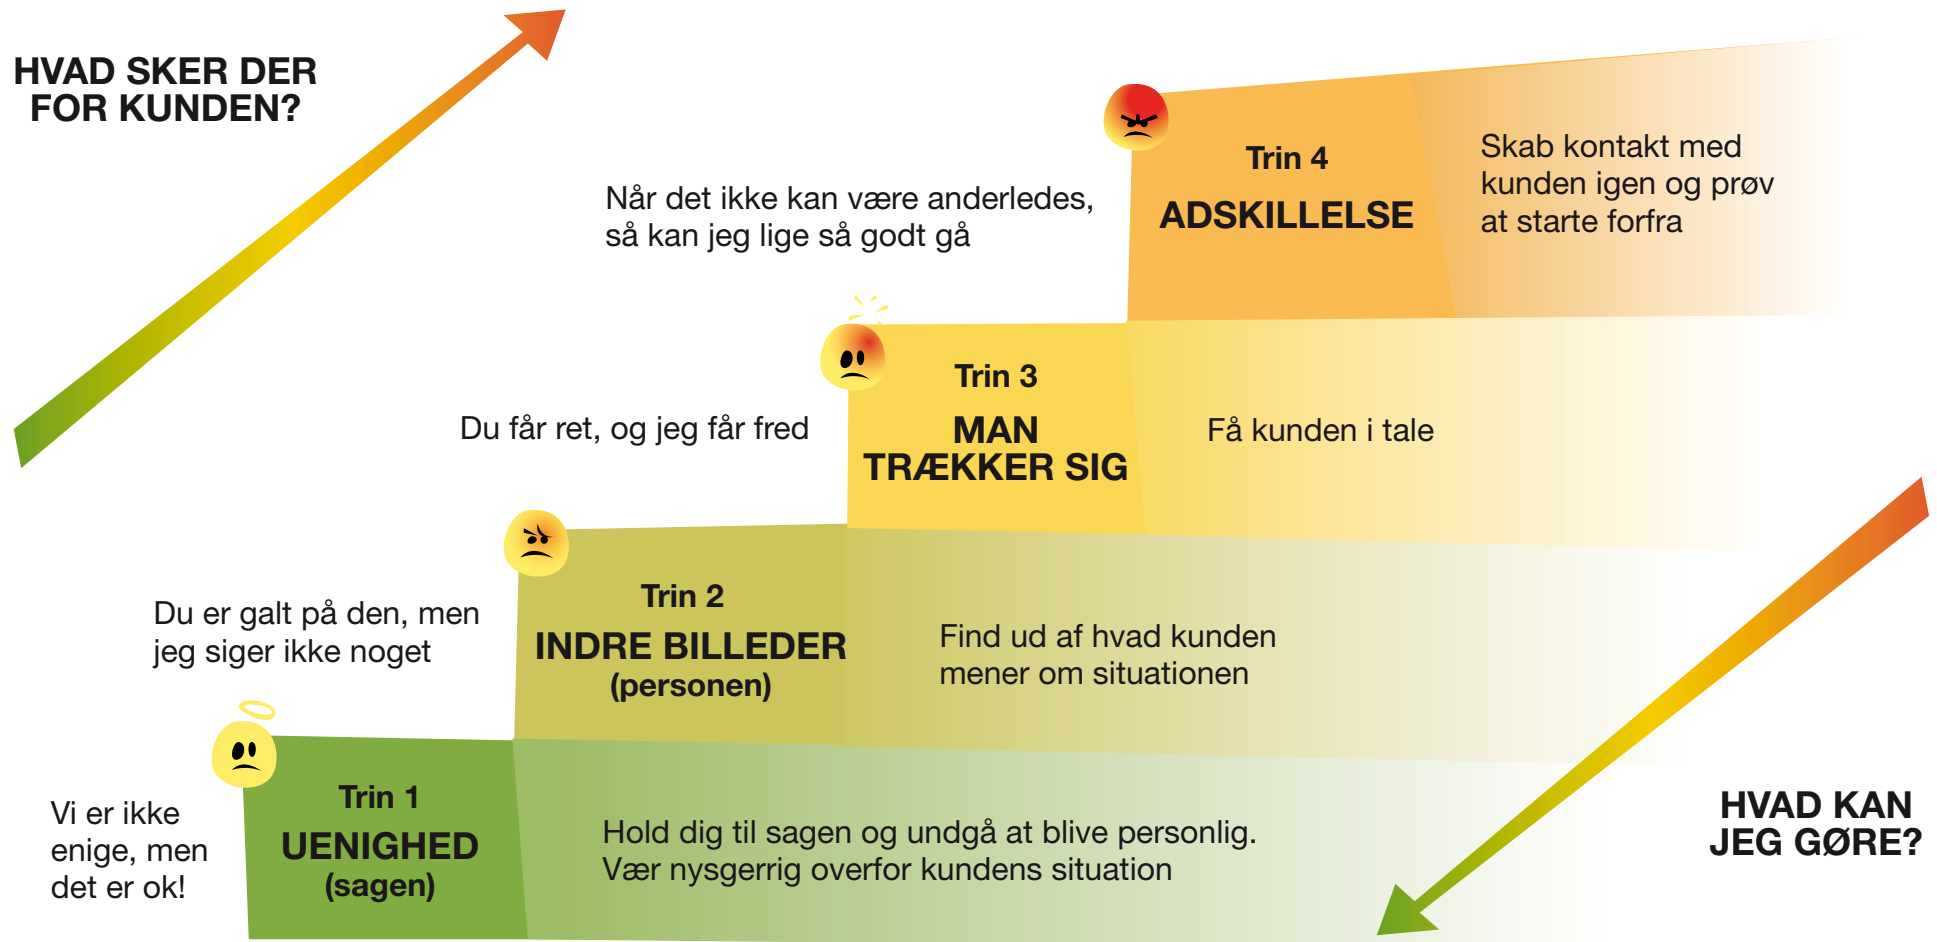 HVAD SKER DER
FOR KUNDEN?
Når det ikke kan være anderledes,
så kan jeg lige så godt gå
Trin 4
ADSKILLELSE
Skab kontakt med
kunden igen og prøv
at starte forfra
Du får ret, og jeg får fred
Trin 3
MAN
TRÆKKER SIG
Få kunden i tale
Du er galt på den, men
jeg siger ikke noget
Trin 2
INDRE BILLEDER
(personen)
Find ud af hvad kunden
mener om situationen
Vi er ikke
enige, men
det er ok!
Trin 1
UENIGHED
(sagen)
Hold dig til sagen og undgå at blive personlig.
Vær nysgerrig overfor kundens situation
HVAD KAN
JEG GØRE?